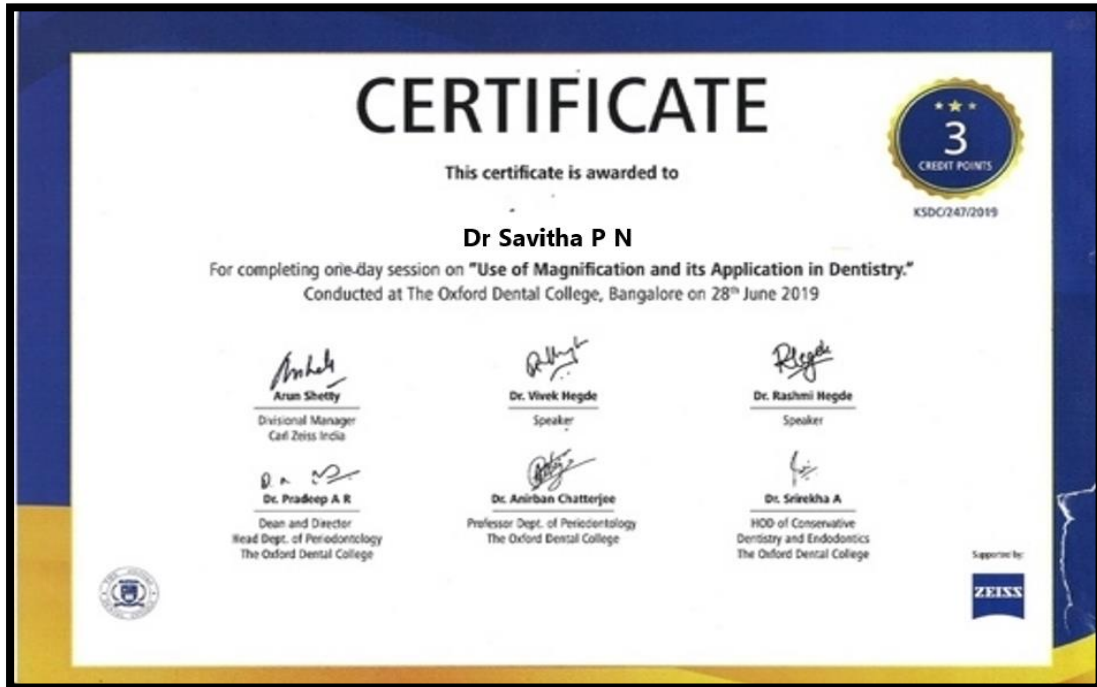 CERTIFICATE
3
CREDIT POINTS
This certificate is awarded to
KSDC/247/2019
Dr Savitha P N
For completing one-day session on "Use of Magnification and its Application in Dentistry."
Conducted at The Oxford Dental College, Bangalore on 28th June 2019
Arun Shetty
Divisional Manager
Carl Zeiss India
Dr. Vivek Hegde
Speaker
Dr. Rashmi Hegde
Speaker
Dr. Pradeep A R
Dean and Director
Head Dept. of Periodontology
The Oxford Dental College
Dr. Anirban Chatterjee
Professor Dept. of Periodontology
The Oxford Dental College
Dr. Srirekha A
HOD of Conservative
Dentistry and Endodontics
The Oxford Dental College
Supported by:
ZEISS